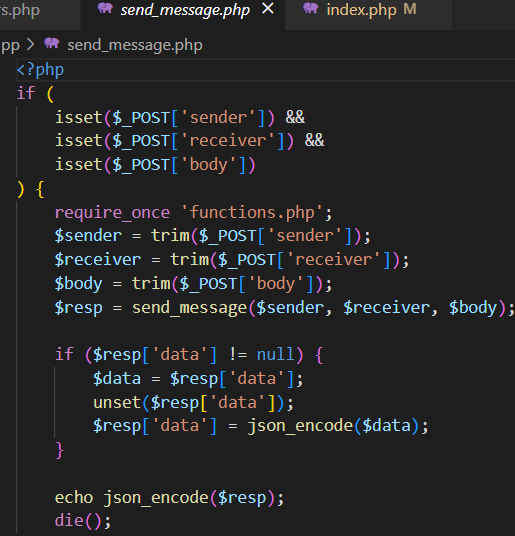 rs.php send_message.php × index.php M
pp > send_message.php
<?php
if (
    isset($_POST['sender']) &&
    isset($_POST['receiver']) &&
    isset($_POST['body'])
) {
    require_once 'functions.php';
    $sender = trim($_POST['sender']);
    $receiver = trim($_POST['receiver']);
    $body = trim($_POST['body']);
    $resp = send_message($sender, $receiver, $body);

    if ($resp['data'] != null) {
        $data = $resp['data'];
        unset($resp['data']);
        $resp['data'] = json_encode($data);
    }

    echo json_encode($resp);
    die();